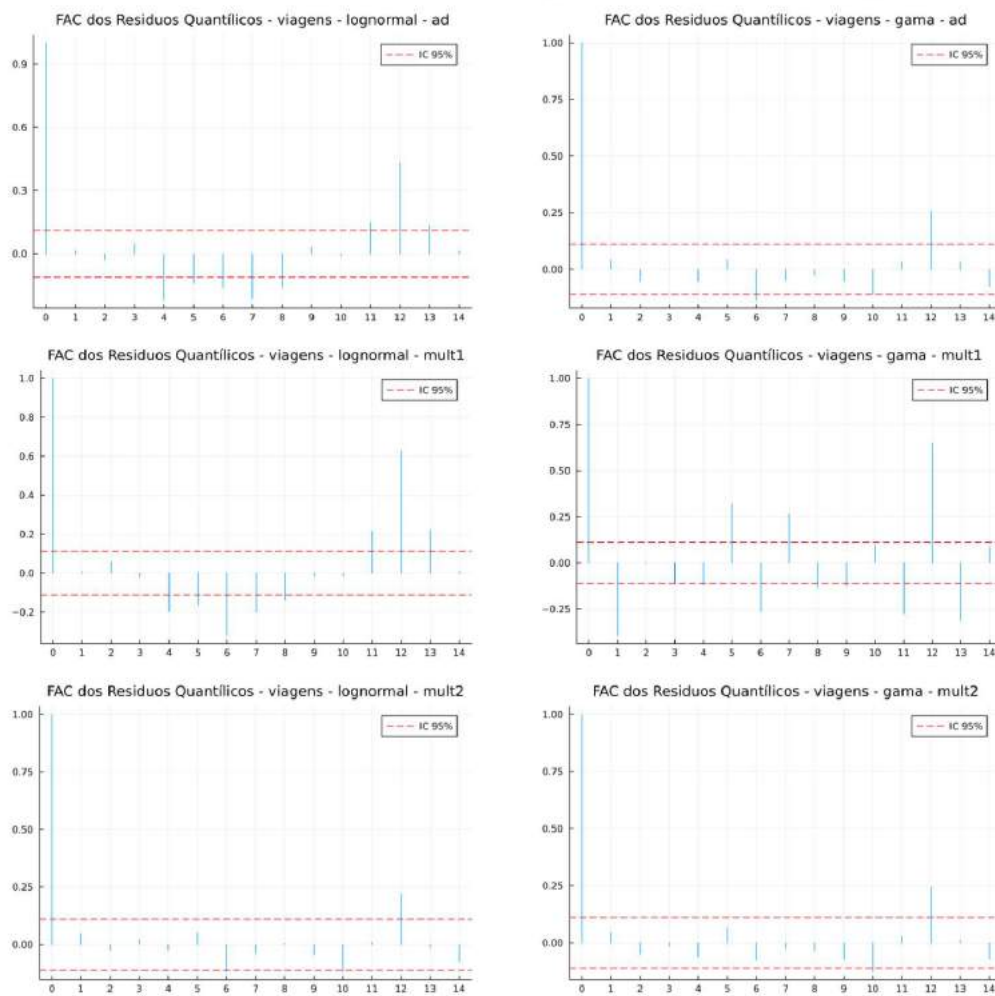 FAC dos Residuos Quantílicos - viagens - lognormal - ad
IC 95%
0.9
0.6
0.3
0.0
0 1 2 3 4 5 6 7 8 9 10 11 12 13 14
FAC dos Residuos Quantílicos - viagens - gama - ad
IC 95%
1.00
0.75
0.50
0.25
0.00
0 1 2 3 4 5 6 7 8 9 10 11 12 13 14
FAC dos Residuos Quantílicos - viagens - lognormal - mult1
IC 95%
1.0
0.8
0.6
0.4
0.2
0.0
−0.2
0 1 2 3 4 5 6 7 8 9 10 11 12 13 14
FAC dos Residuos Quantílicos - viagens - gama - mult1
IC 95%
1.00
0.75
0.50
0.25
0.00
−0.25
0 1 2 3 4 5 6 7 8 9 10 11 12 13 14
FAC dos Residuos Quantílicos - viagens - lognormal - mult2
IC 95%
1.00
0.75
0.50
0.25
0.00
0 1 2 3 4 5 6 7 8 9 10 11 12 13 14
FAC dos Residuos Quantílicos - viagens - gama - mult2
IC 95%
1.00
0.75
0.50
0.25
0.00
0 1 2 3 4 5 6 7 8 9 10 11 12 13 14